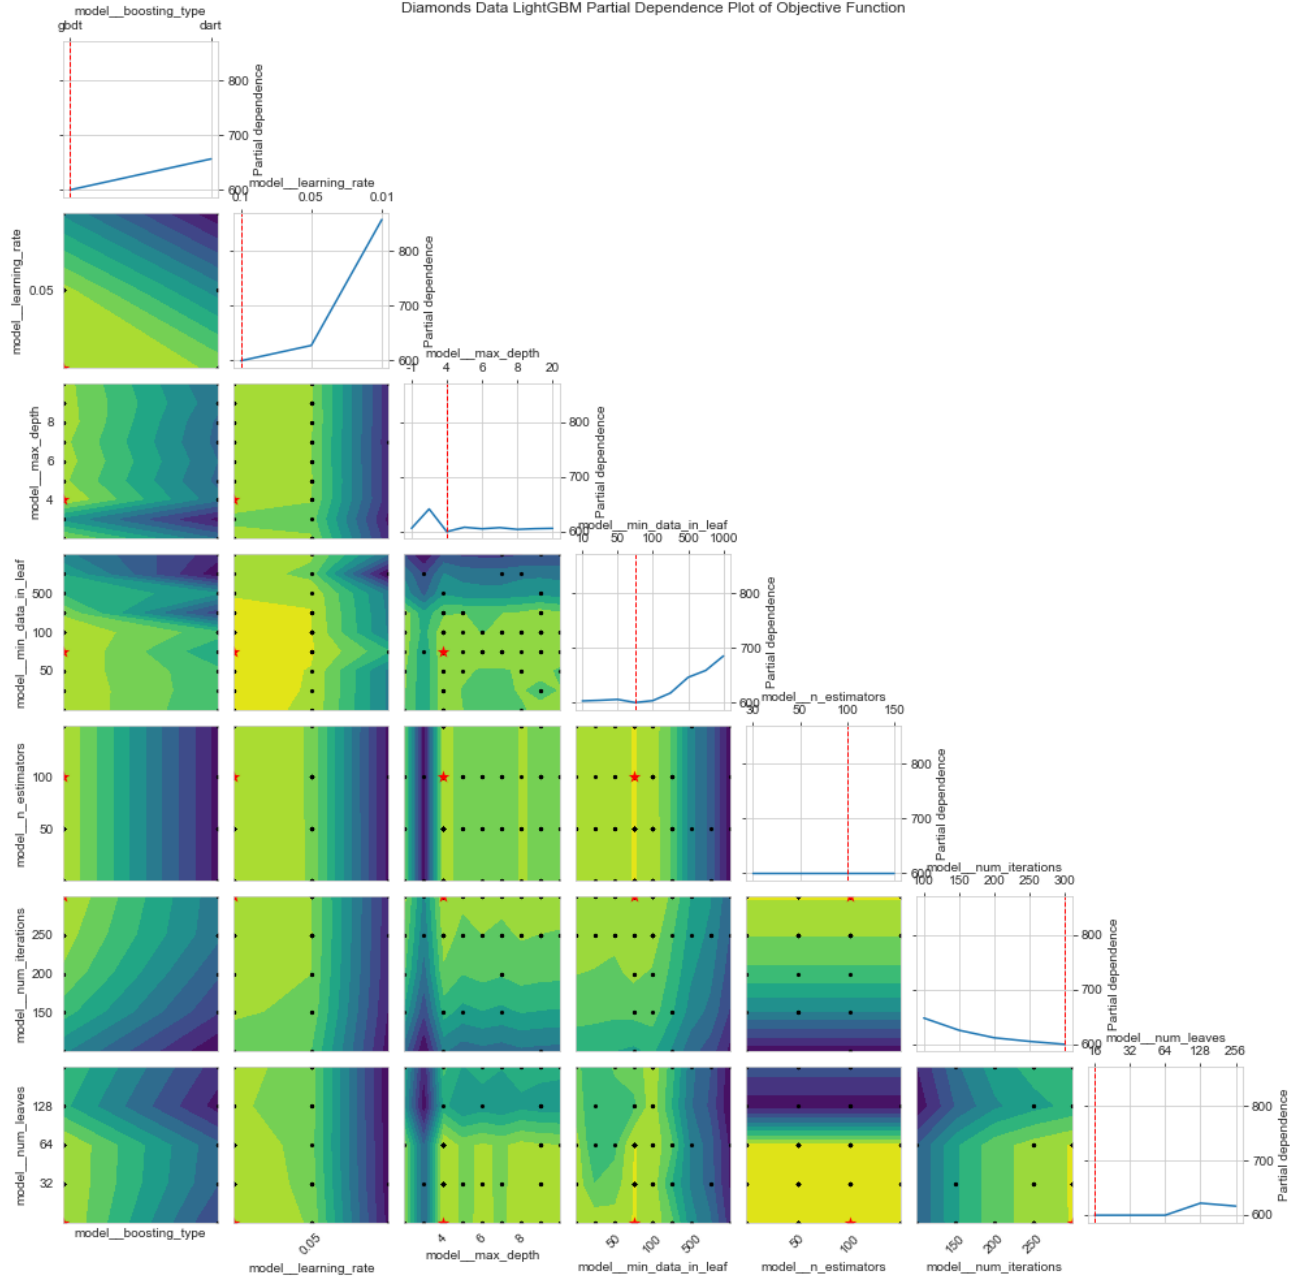 Diamonds Data LightGBM Partial Dependence Plot of Objective Function
model__boosting_type
gbdt dart
800
700
600
Partial dependence
model__learning_rate
0.1 0.05 0.01
model__learning_rate
0.05
800
700
600
Partial dependence
model__max_depth
-1 4 6 8 20
model__max_depth
8
6
4
800
700
600
Partial dependence
model__min_data_in_leaf
10 50 100 500 1000
model__min_data_in_leaf
500
100
50
800
700
600
Partial dependence
model__n_estimators
30 50 100 150
model__n_estimators
100
50
800
700
600
Partial dependence
model__num_iterations
100 150 200 250 300
model__num_iterations
250
200
150
800
700
600
Partial dependence
model__num_leaves
16 32 64 128 256
model__num_leaves
128
64
32
800
700
600
Partial dependence
model__boosting_type
0.05
model__learning_rate
4 6 8
model__max_depth
50 100 500
model__min_data_in_leaf
50 100
model__n_estimators
150 200 250
model__num_iterations